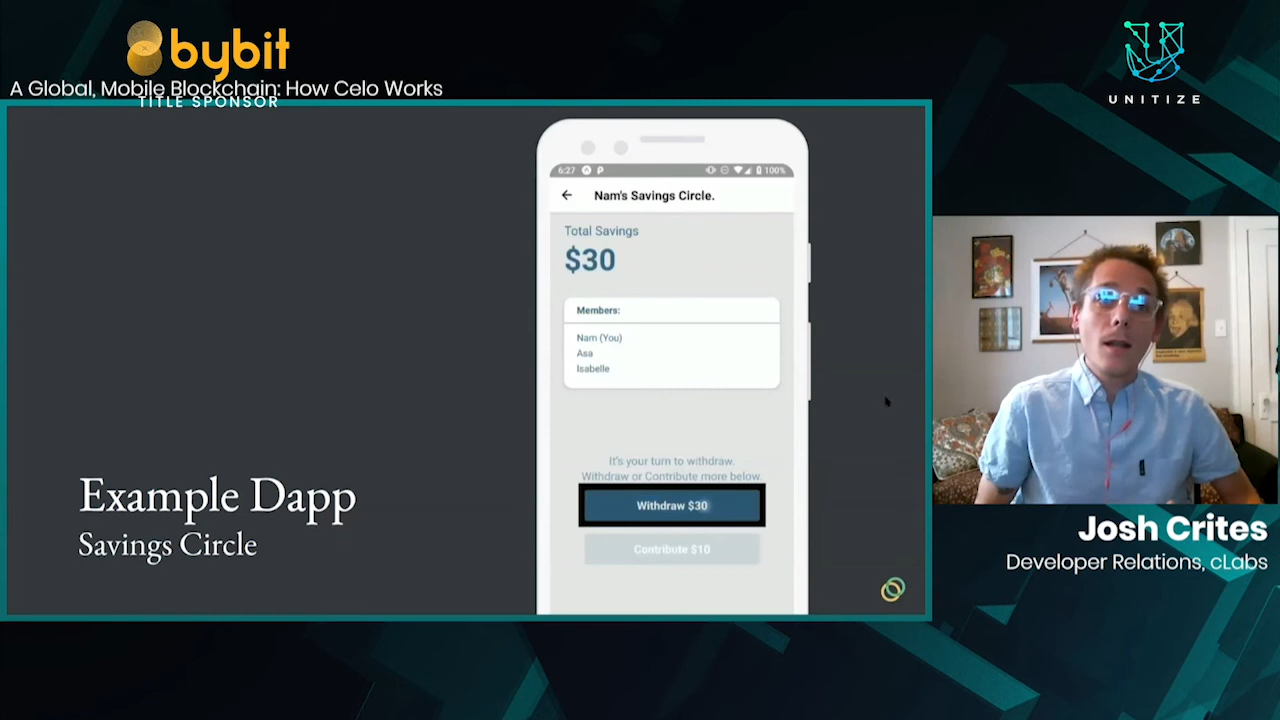 bybit
A Global, Mobile Blockchain: How Celo Works
TITLE SPONSOR
UNITIZE
6:27
100%
Nam's Savings Circle.
Total Savings
$30
Members:
Nam (You)
Asa
Isabelle
It's your turn to withdraw.
Withdraw or Contribute more below.
Withdraw $30
Contribute $10
Example Dapp
Savings Circle
Josh Crites
Developer Relations, cLabs